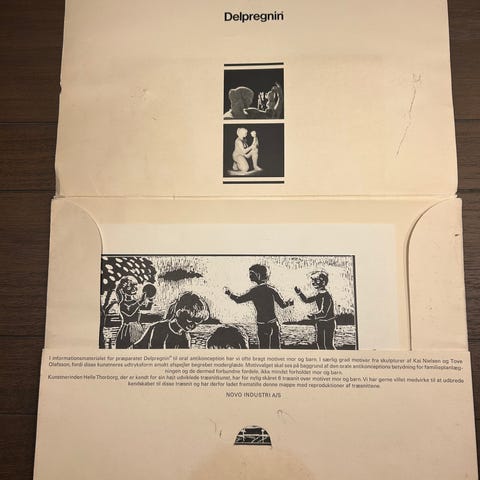 Delpregnin®
I informationsmaterialet for præparatet Delpregnin® til oral antikonception har vi ofte bragt motivet mor og barn. I særlig grad motiver fra skulpturer af Kai Nielsen og Tove
Olafsson, fordi disse kunstneres udtryksform smukt afspejler begrebet moderglæde. Motivvalget skal ses på baggrund af den orale antikonceptions betydning for familieplanlæg-
ningen og de dermed forbundne fordele, ikke mindst forholdet mor og barn.
Kunstnerinden Helle Thorborg, der er kendt for sin højt udviklede træsnitkunst, har for nylig skåret 6 træsnit over motivet mor og barn. Vi har gerne villet medvirke til at udbrede
kendskabet til disse træsnit og har derfor ladet fremstille denne mappe med reproduktioner af træsnittene.
NOVO INDUSTRI A/S